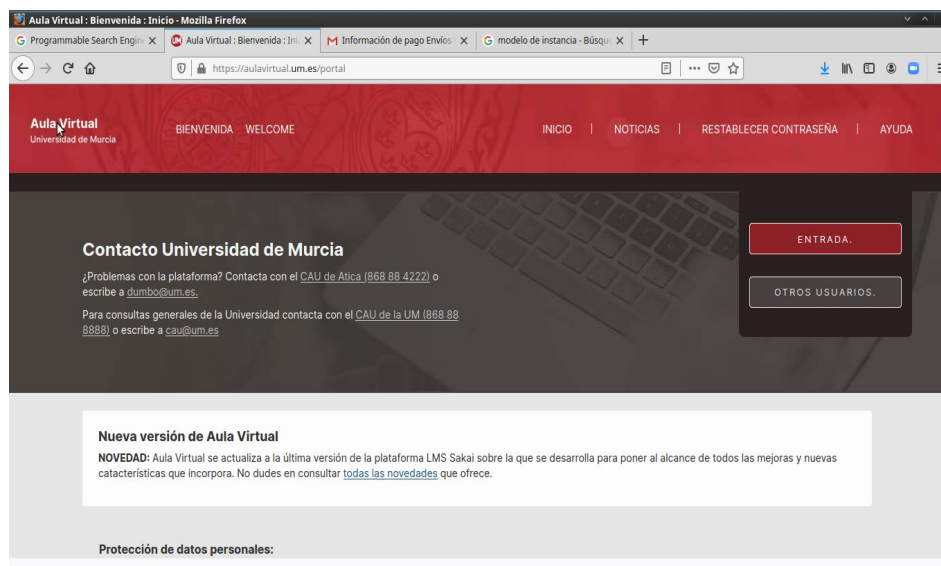 Aula Virtual : Bienvenida : Inicio - Mozilla Firefox
Programmable Search Engin
Aula Virtual : Bienvenida : Ini
Información de pago Envíos
modelo de instancia - Búsqu
https://aulavirtual.um.es/portal
Aula Virtual
Universidad de Murcia
BIENVENIDA WELCOME
INICIO | NOTICIAS | RESTABLECER CONTRASEÑA | AYUDA
Contacto Universidad de Murcia
¿Problemas con la plataforma? Contacta con el CAU de Atica (868 88 4222) o
escribe a dumbo@um.es.
Para consultas generales de la Universidad contacta con el CAU de la UM (868 88
8888) o escribe a cau@um.es
ENTRADA.
OTROS USUARIOS.
Nueva versión de Aula Virtual
NOVEDAD: Aula Virtual se actualiza a la última versión de la plataforma LMS Sakai sobre la que se desarrolla para poner al alcance de todos las mejoras y nuevas
catacterísticas que incorpora. No dudes en consultar todas las novedades que ofrece.
Protección de datos personales: